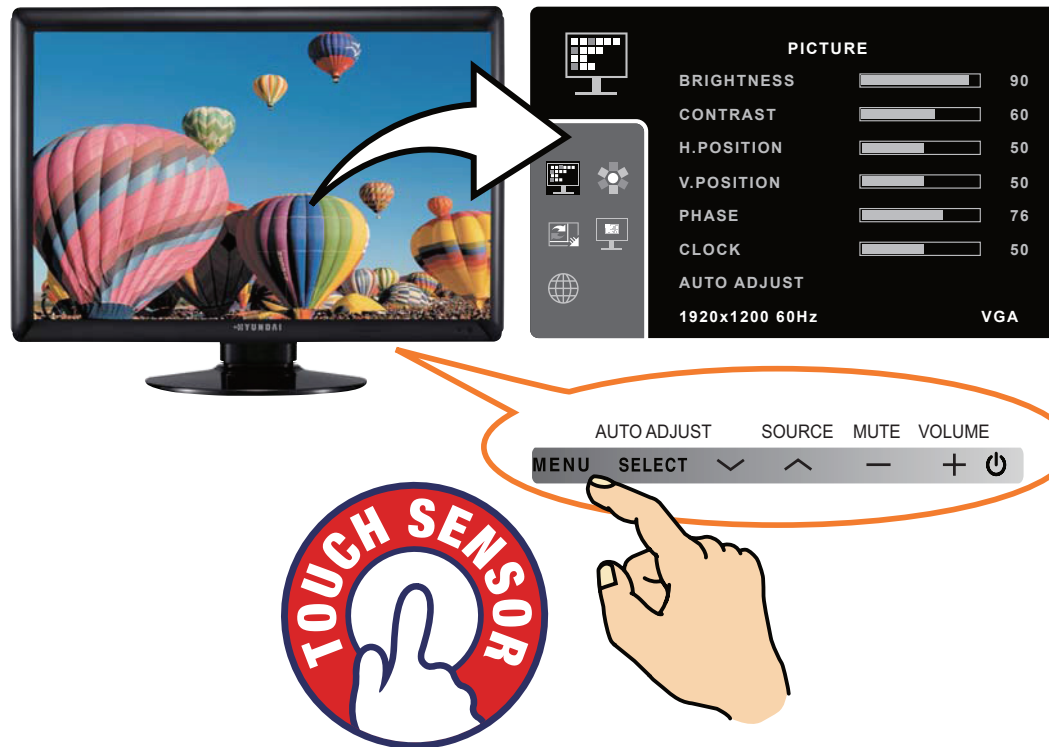 HYUNDAI
PICTURE
BRIGHTNESS 90
CONTRAST 60
H.POSITION 50
V.POSITION 50
PHASE 76
CLOCK 50
AUTO ADJUST
1920x1200 60Hz VGA
AUTO ADJUST SOURCE MUTE VOLUME
MENU SELECT
TOUCH SENSOR